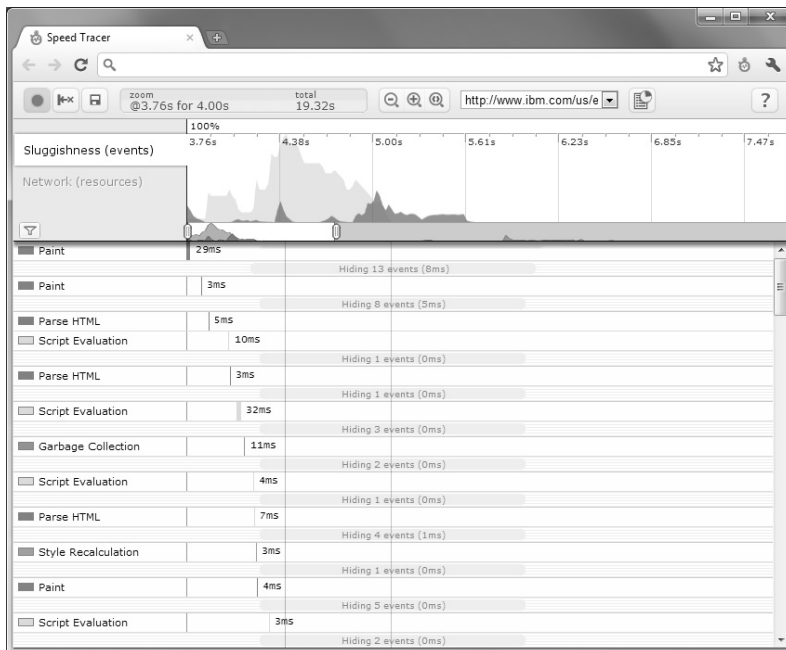 Speed Tracer
zoom
@3.76s for 4.00s
total
19.32s
http://www.ibm.com/us/e
?
100%
Sluggishness (events)
3.76s 4.38s 5.00s 5.61s 6.23s 6.85s 7.47s
Network (resources)
Paint 29ms
Hiding 13 events (8ms)
Paint 3ms
Hiding 8 events (5ms)
Parse HTML 5ms
Script Evaluation 10ms
Hiding 1 events (0ms)
Parse HTML 3ms
Hiding 1 events (0ms)
Script Evaluation 32ms
Hiding 3 events (0ms)
Garbage Collection 11ms
Hiding 2 events (0ms)
Script Evaluation 4ms
Hiding 1 events (0ms)
Parse HTML 7ms
Hiding 4 events (1ms)
Style Recalculation 3ms
Hiding 1 events (0ms)
Paint 4ms
Hiding 5 events (0ms)
Script Evaluation 3ms
Hiding 2 events (0ms)